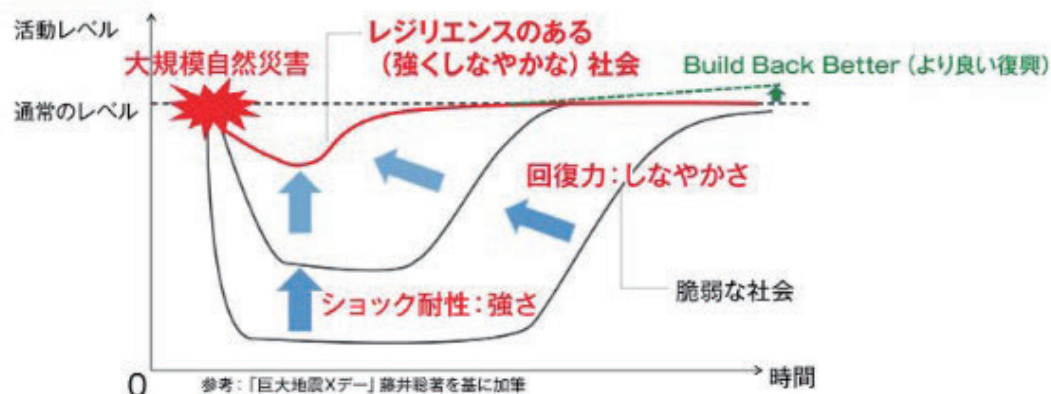 活動レベル
大規模自然災害
レジリエンスのある
(強くしなやかな)社会
Build Back Better (より良い復興)
通常のレベル
回復力：しなやかさ
ショック耐性：強さ
脆弱な社会
0
参考：「巨大地震Xデー」藤井聡著を基に加筆
時間